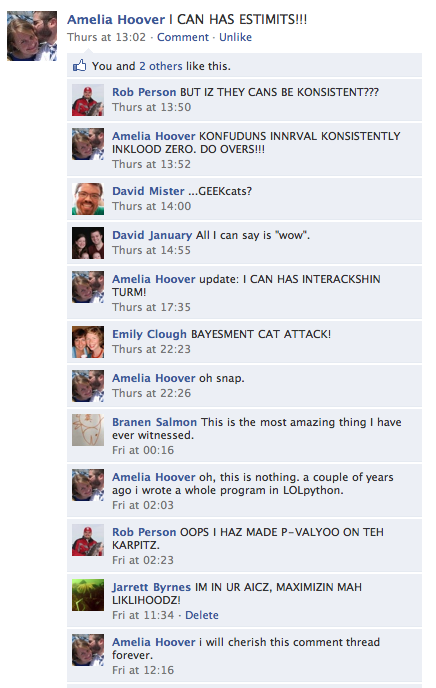 Amelia Hoover I CAN HAS ESTIMITS!!!
Thurs at 13:02 · Comment · Unlike
You and 2 others like this.
Rob Person BUT IZ THEY CANS BE KONSISTENT???
Thurs at 13:50
Amelia Hoover KONFUDUNS INNRVAL KONSISTENTLY
INKLOOD ZERO. DO OVERS!!!
Thurs at 13:52
David Mister ...GEEKcats?
Thurs at 14:00
David January All I can say is "wow".
Thurs at 14:55
Amelia Hoover update: I CAN HAS INTERACKSHIN
TURM!
Thurs at 17:35
Emily Clough BAYESMENT CAT ATTACK!
Thurs at 22:23
Amelia Hoover oh snap.
Thurs at 22:26
Branen Salmon This is the most amazing thing I have
ever witnessed.
Fri at 00:16
Amelia Hoover oh, this is nothing. a couple of years
ago i wrote a whole program in LOLpython.
Fri at 02:03
Rob Person OOPS I HAZ MADE P-VALYOO ON TEH
KARPITZ.
Fri at 02:23
Jarrett Byrnes IM IN UR AICZ, MAXIMIZIN MAH
LIKLIHOODZ!
Fri at 11:34 · Delete
Amelia Hoover i will cherish this comment thread
forever.
Fri at 12:16